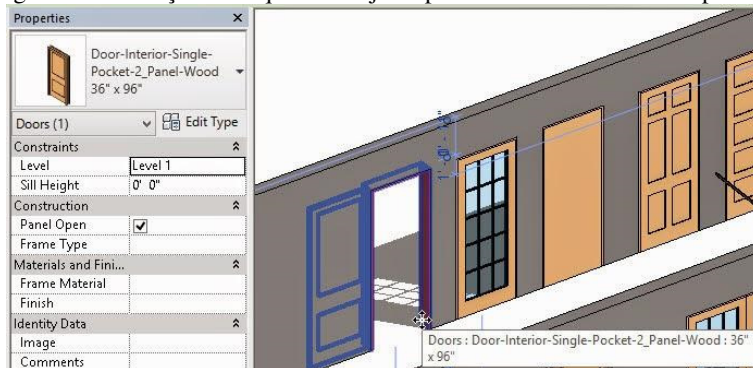 Properties
Door-Interior-Single-
Pocket-2_Panel-Wood
36" x 96"
Doors (1)
Edit Type
Constraints
Level Level 1
Sill Height 0' 0"
Construction
Panel Open
Frame Type
Materials and Fini...
Frame Material
Finish
Identity Data
Image
Comments
Doors : Door-Interior-Single-Pocket-2_Panel-Wood : 36"
x 96"